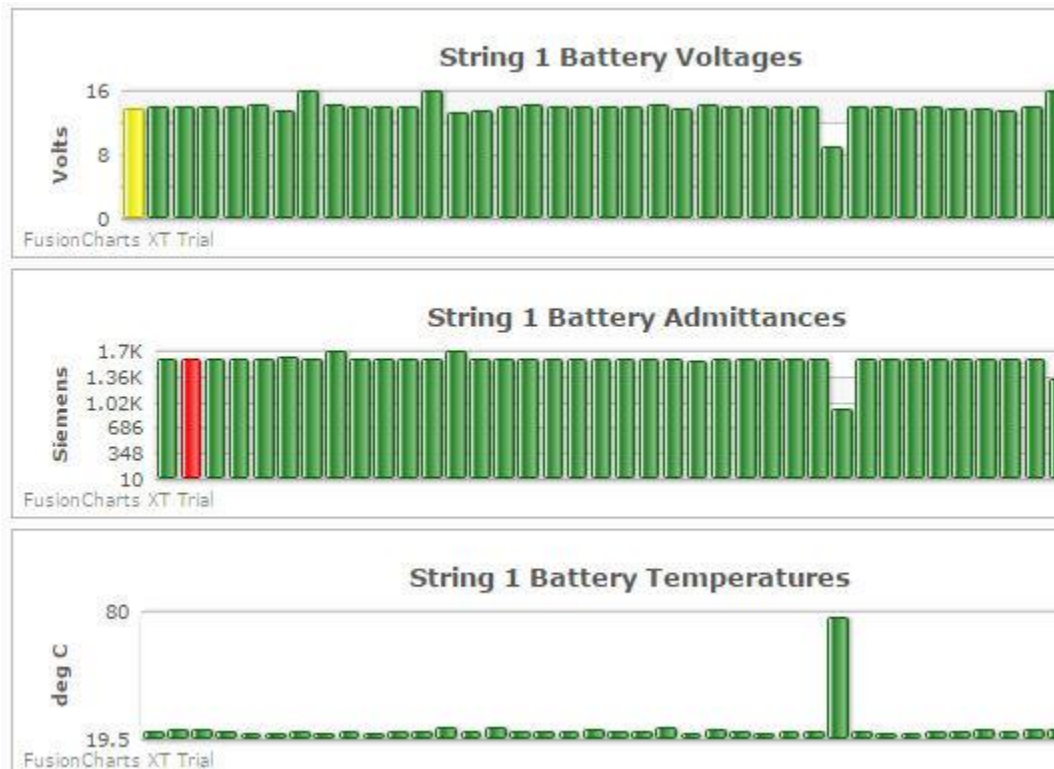 String 1 Battery Voltages
16
8
0
Volts
FusionCharts XT Trial
String 1 Battery Admittances
1.7K
1.36K
1.02K
686
348
10
Siemens
FusionCharts XT Trial
String 1 Battery Temperatures
80
19.5
deg C
FusionCharts XT Trial